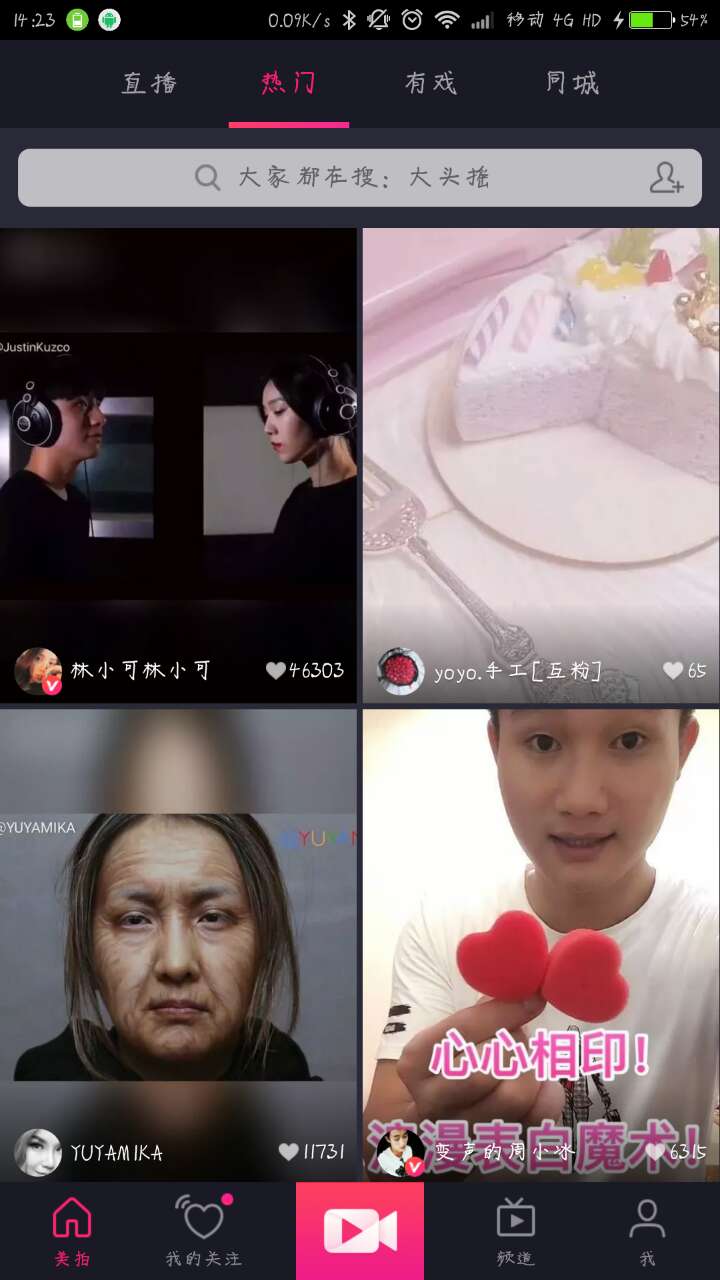 14:23 0.09K/s 移动 4G HD 54%
直播 热门 有戏 同城
大家都在搜：大头摇
@JustinKuzco
林小可林小可 46303
yoyo.手工[互粉] 65
@YUYAMIKA
YUYAMIKA 11731
心心相印!
浪漫表白魔术!
变声的周小冰 6315
美拍 我的关注 频道 我